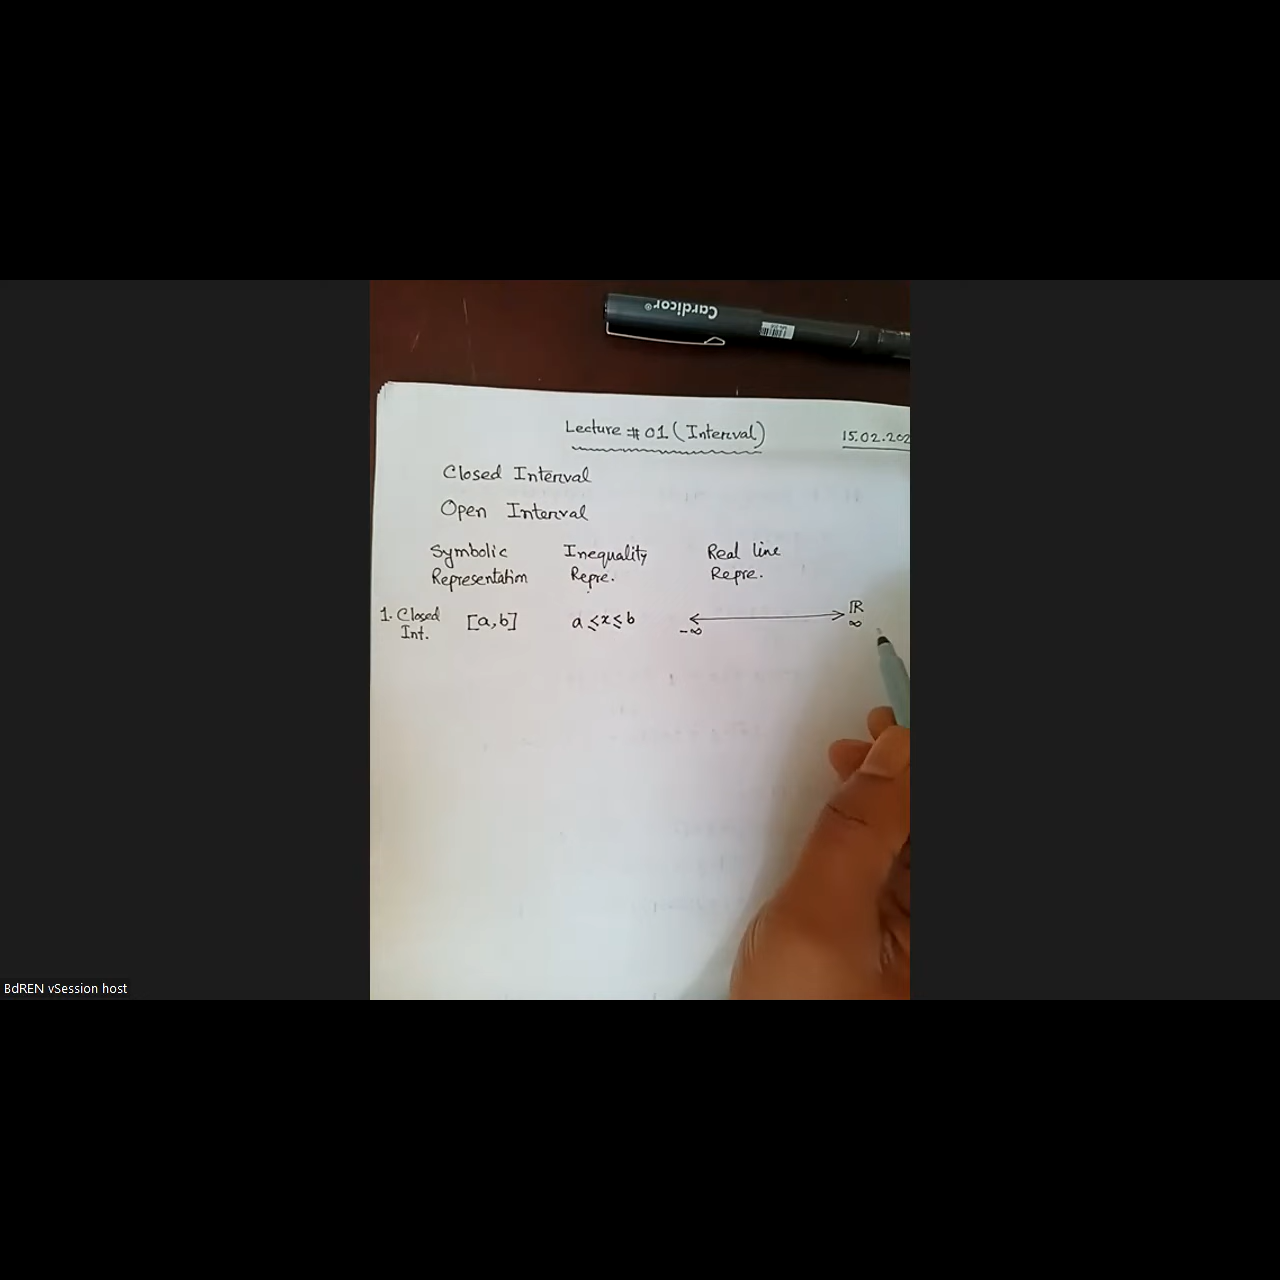 Cardicor®
Lecture # 01 (Interval)
15.02.202
Closed Interval
Open Interval
Symbolic Representation
Inequality Repre.
Real line Repre.
1. Closed Int.
[a,b]
a ≤ x ≤ b
-∞
ℝ
∞
BdREN vSession host